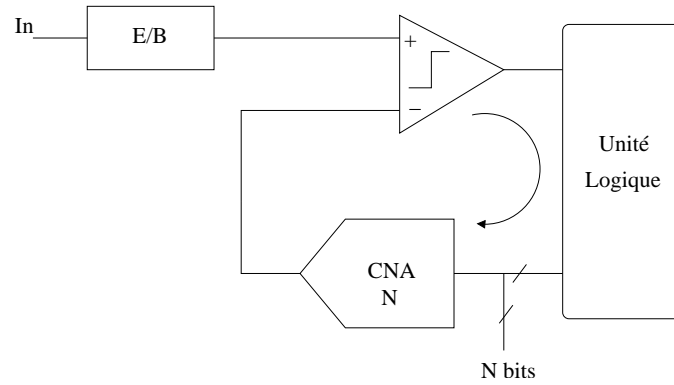 In
E/B
+
−
Unité
Logique
CNA
N
N bits